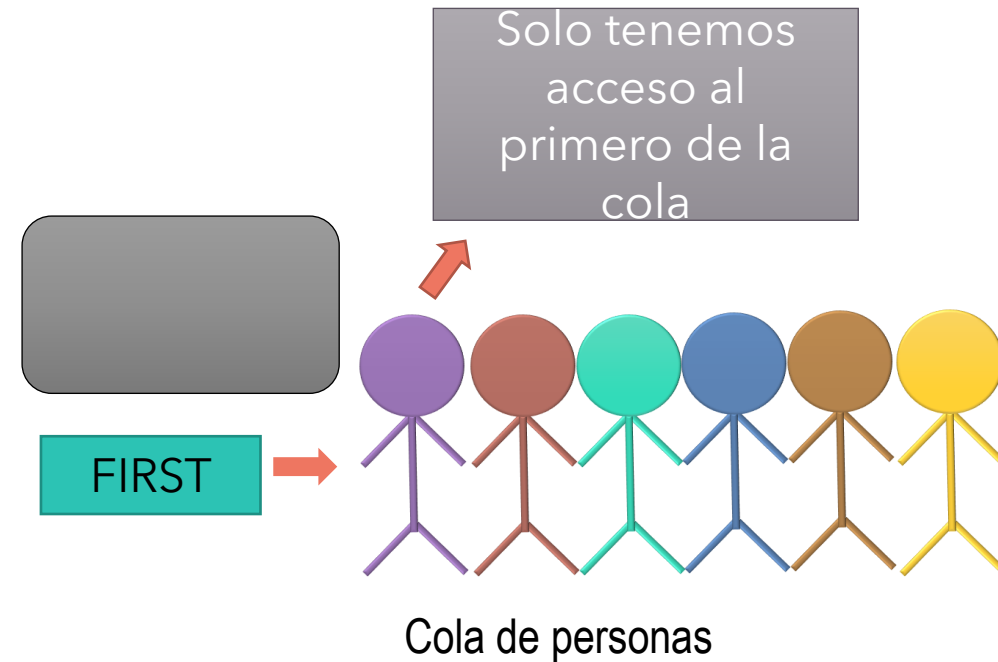 Solo tenemos
acceso al
primero de la
cola
FIRST
Cola de personas